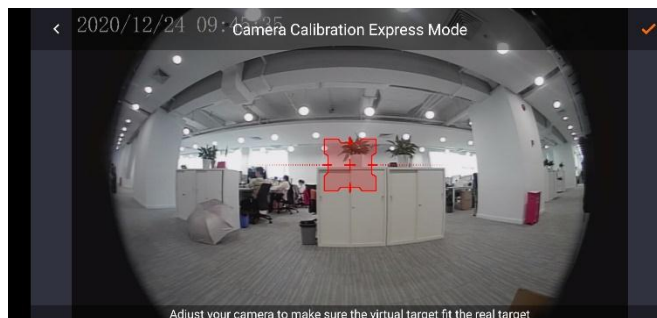 2020/12/24
Camera Calibration Express Mode
Adjust your camera to make sure the virtual target fit the real target